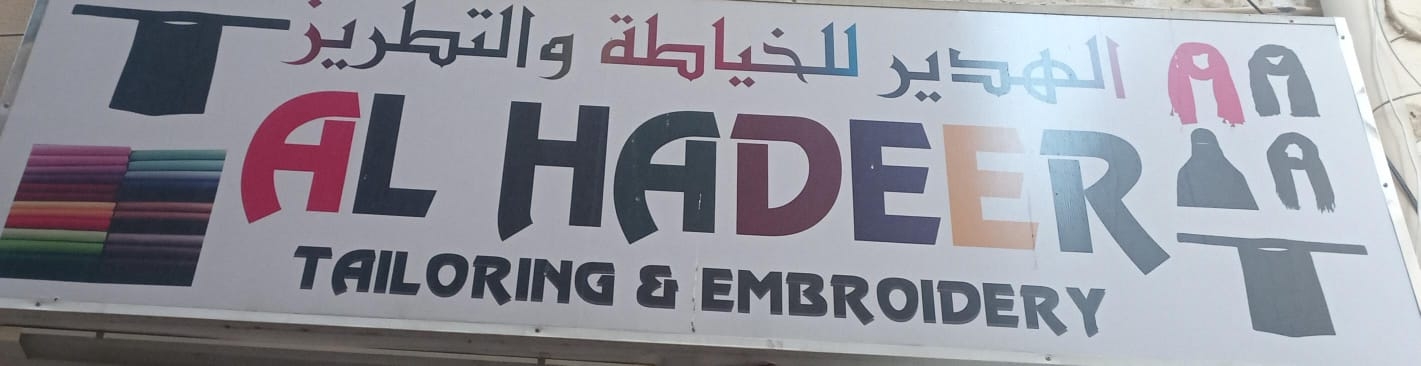 الهدير للخياطة والتطريز
AL HADEER
TAILORING & EMBROIDERY